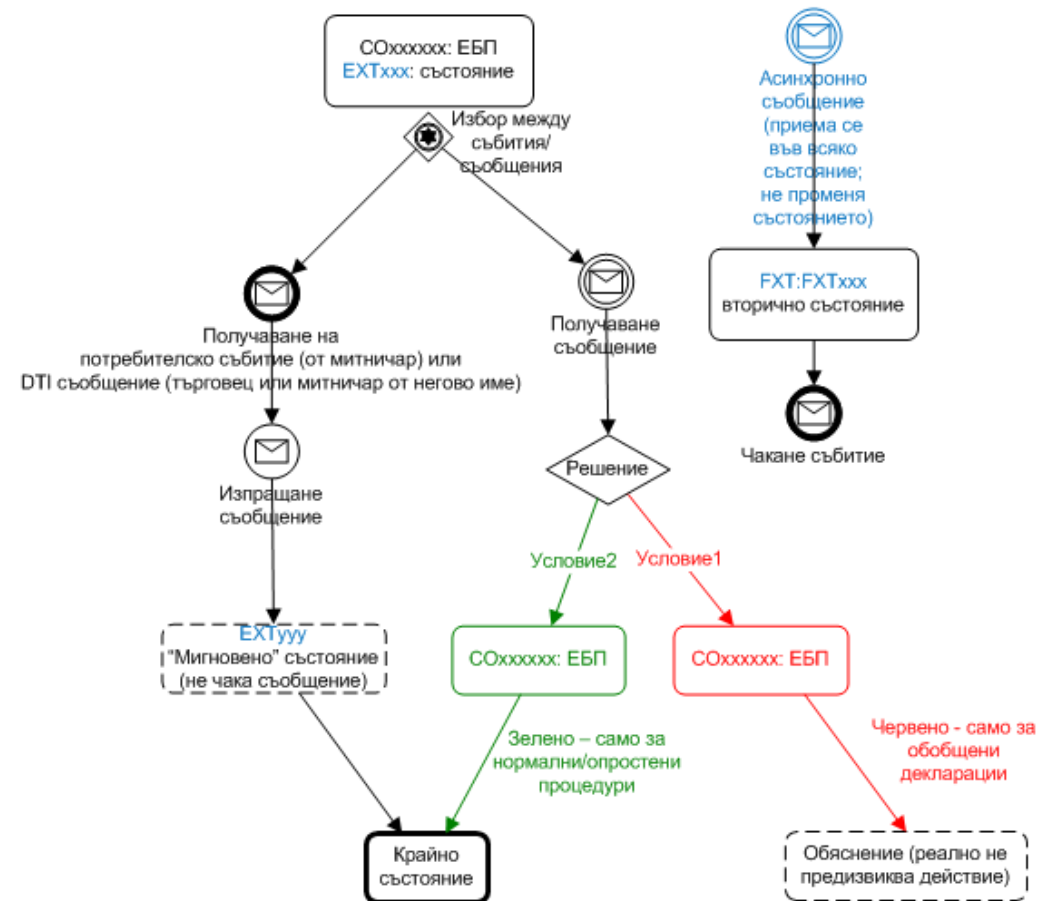 COxxxxxx: ЕБП
EXTxxx: състояние
Избор между
събития/
съобщения
Асинхронно
съобщение
(приема се
във всяко
състояние;
не променя
състоянието)
FXT:FXTxxx
вторично състояние
Чакане събитие
Получаване на
потребителско събитие (от митничар) или
DTI съобщение (търговец или митничар от негово име)
Получаване
съобщение
Изпращане
съобщение
Решение
Условие2
Условие1
EXTyyy
“Мигновено” състояние
(не чака съобщение)
COxxxxxx: ЕБП
COxxxxxx: ЕБП
Зелено – само за
нормални/опростени
процедури
Червено - само за
обобщени
декларации
Крайно
състояние
Обяснение (реално не
предизвиква действие)